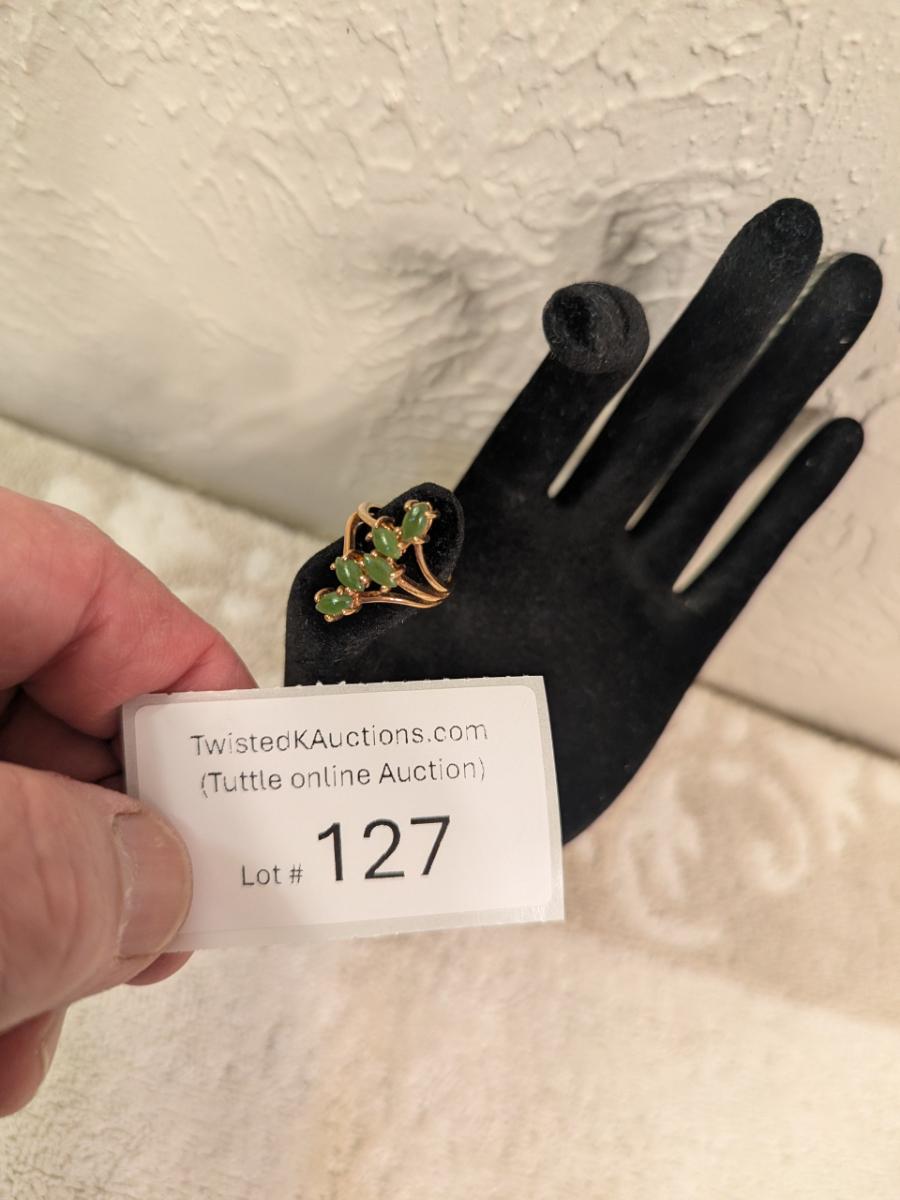 TwistedKAuctions.com
(Tuttle online Auction)
Lot # 127